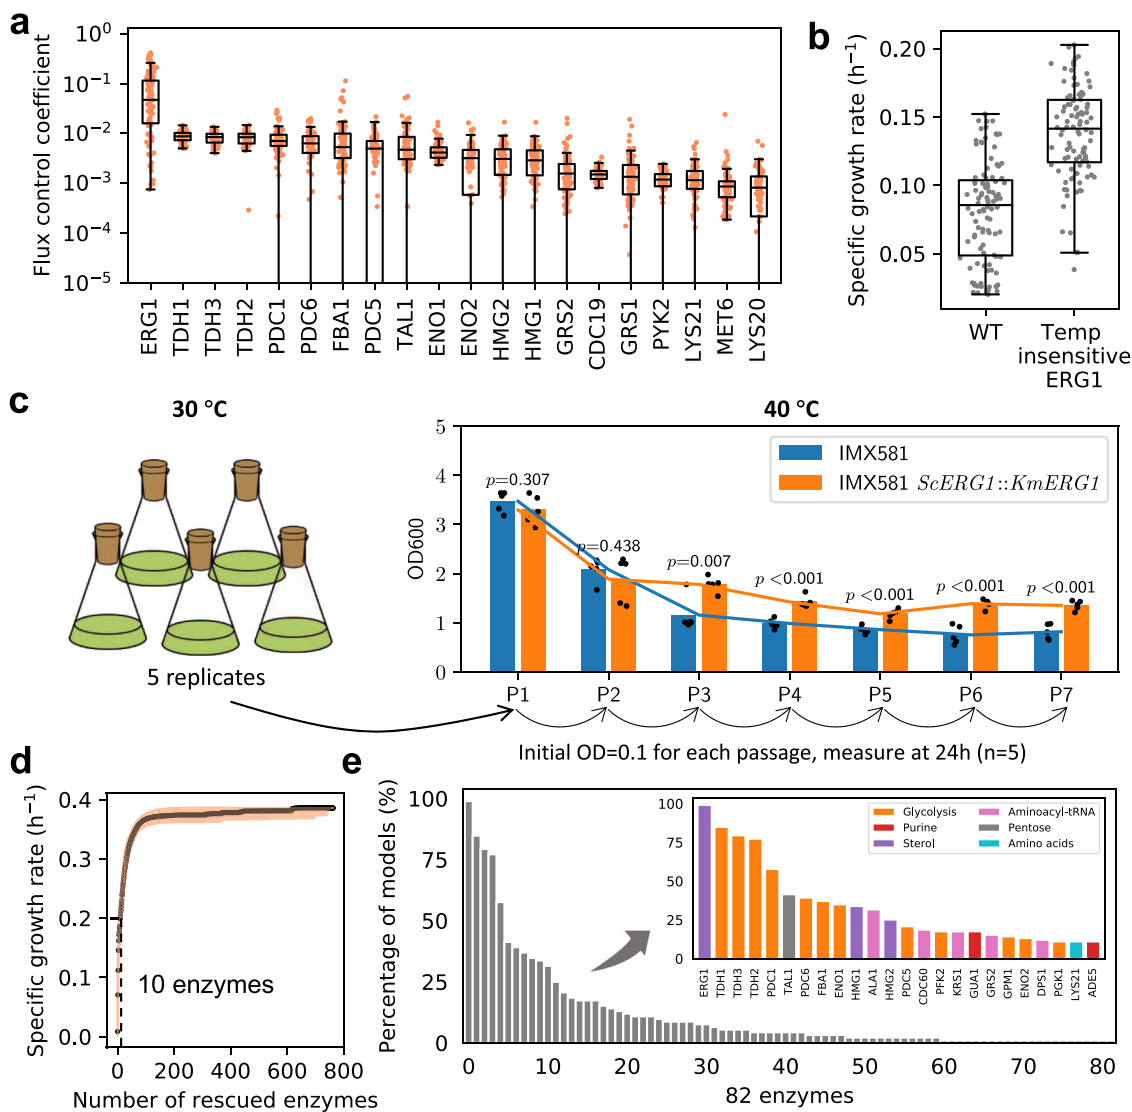 a
Flux control coefficient
10⁰
10⁻¹
10⁻²
10⁻³
10⁻⁴
10⁻⁵
ERG1
TDH1
TDH3
TDH2
PDC1
PDC6
FBA1
PDC5
TAL1
ENO1
ENO2
HMG2
HMG1
GRS2
CDC19
GRS1
PYK2
LYS21
MET6
LYS20
b
Specific growth rate (h⁻¹)
0.20
0.15
0.10
0.05
WT
Temp
insensitive
ERG1
c
30 °C
5 replicates
40 °C
OD600
5
4
3
2
1
0
IMX581
IMX581 ScERG1::KmERG1
p=0.307
p=0.438
p=0.007
p <0.001
p <0.001
p <0.001
p <0.001
P1
P2
P3
P4
P5
P6
P7
Initial OD=0.1 for each passage, measure at 24h (n=5)
d
Specific growth rate (h⁻¹)
0.4
0.3
0.2
0.1
0.0
10 enzymes
0
200
400
600
800
Number of rescued enzymes
e
Percentage of models (%)
100
75
50
25
0
0
10
20
30
40
50
60
70
80
82 enzymes
100
75
50
25
0
Glycolysis
Purine
Sterol
Aminoacyl-tRNA
Pentose
Amino acids
ERG1
TDH1
TDH3
TDH2
PDC1
TAL1
PDC6
FBA1
ENO1
HMG1
ALA1
HMG2
PDC5
CDC60
PFK2
KRS1
GUA1
GRS2
GPM1
ENO2
DPS1
PGK1
LYS21
ADE5